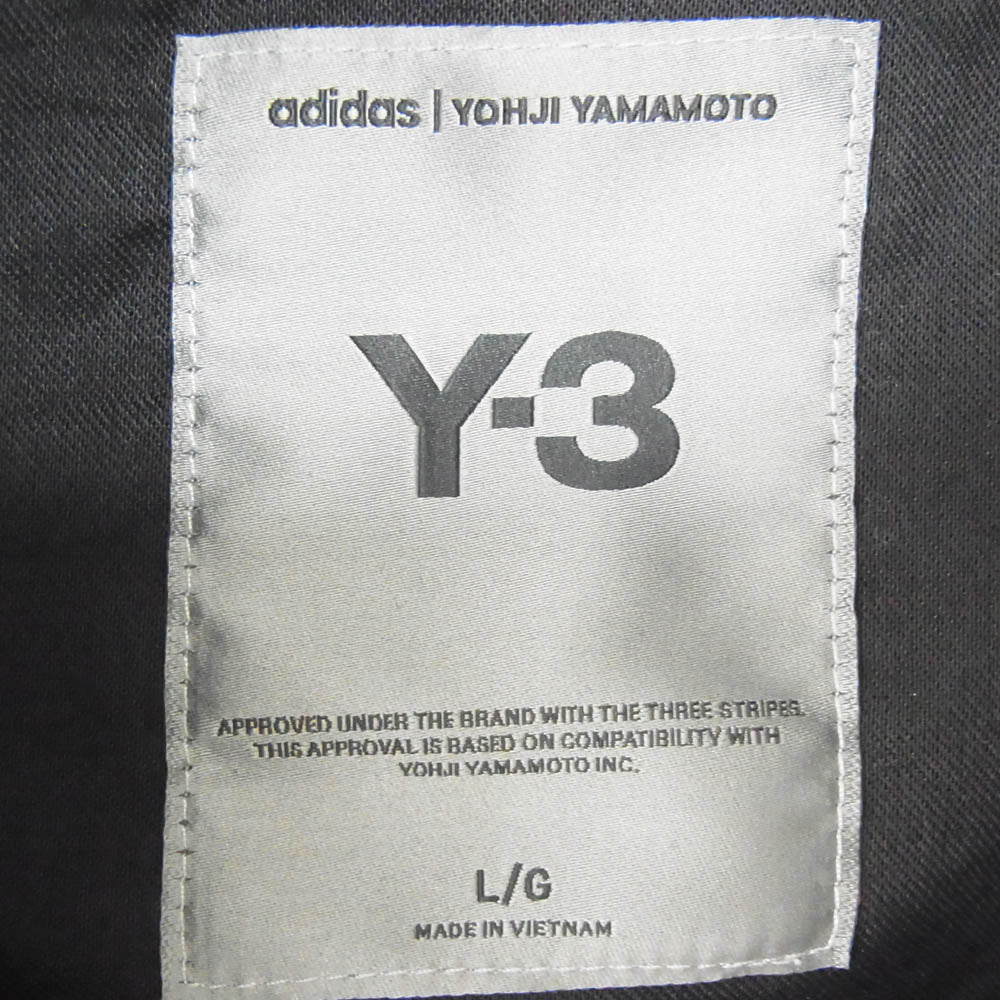 adidas | YOHJI YAMAMOTO
Y-3
APPROVED UNDER THE BRAND WITH THE THREE STRIPES.
THIS APPROVAL IS BASED ON COMPATIBILITY WITH
YOHJI YAMAMOTO INC.
L/G
MADE IN VIETNAM